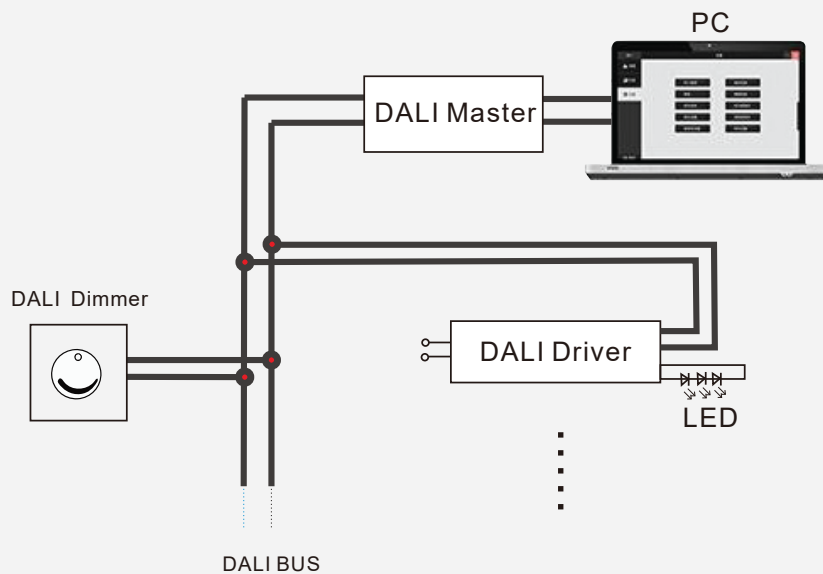 PC
DALI Master
DALI Dimmer
DALI Driver
LED
DALI BUS